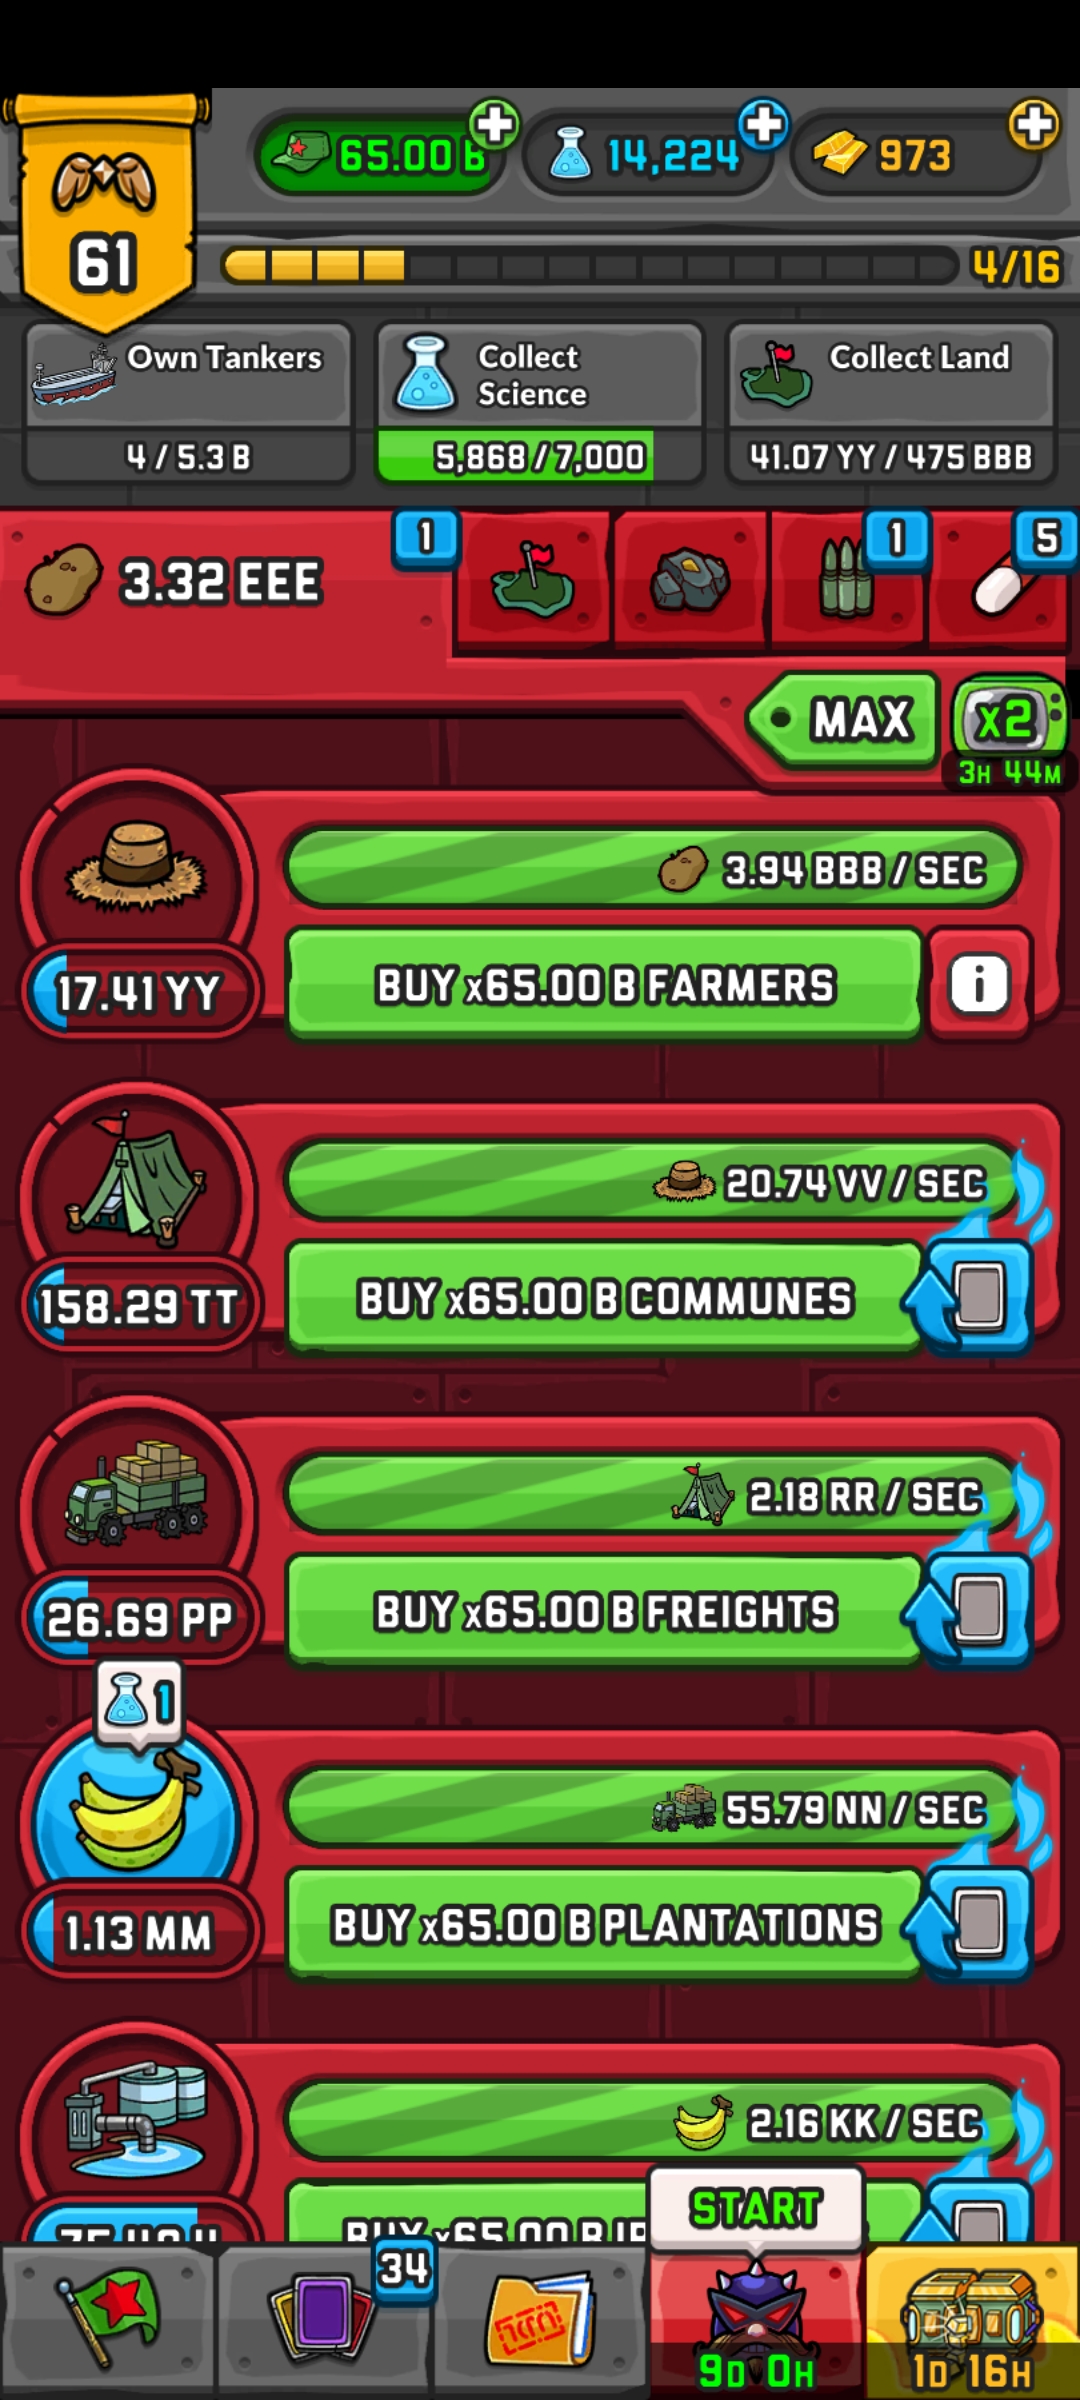 65.00 B
14,224
973
61
4/16
Own Tankers
4 / 5.3 B
Collect
Science
5,868 / 7,000
Collect Land
41.07 YY / 475 BBB
3.32 EEE
1
1
5
MAX
x2
3H 44M
3.94 BBB / SEC
17.41 YY
BUY x65.00 B FARMERS
i
20.74 VV / SEC
158.29 TT
BUY x65.00 B COMMUNES
2.18 RR / SEC
26.69 PP
BUY x65.00 B FREIGHTS
1
55.79 NN / SEC
1.13 MM
BUY x65.00 B PLANTATIONS
2.16 KK / SEC
BUY x65.00 B
START
34
9D 0H
1D 16H